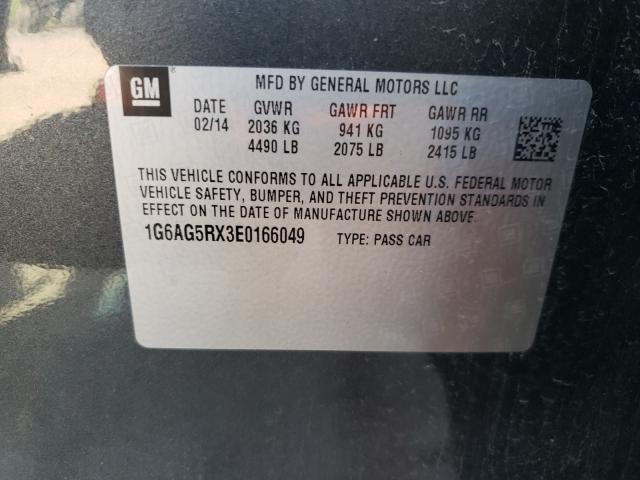 GM
®
MFD BY GENERAL MOTORS LLC
DATE GVWR GAWR FRT GAWR RR
02/14 2036 KG 941 KG 1095 KG
4490 LB 2075 LB 2415 LB
THIS VEHICLE CONFORMS TO ALL APPLICABLE U.S. FEDERAL MOTOR
VEHICLE SAFETY, BUMPER, AND THEFT PREVENTION STANDARDS IN
EFFECT ON THE DATE OF MANUFACTURE SHOWN ABOVE.
1G6AG5RX3E0166049 TYPE: PASS CAR